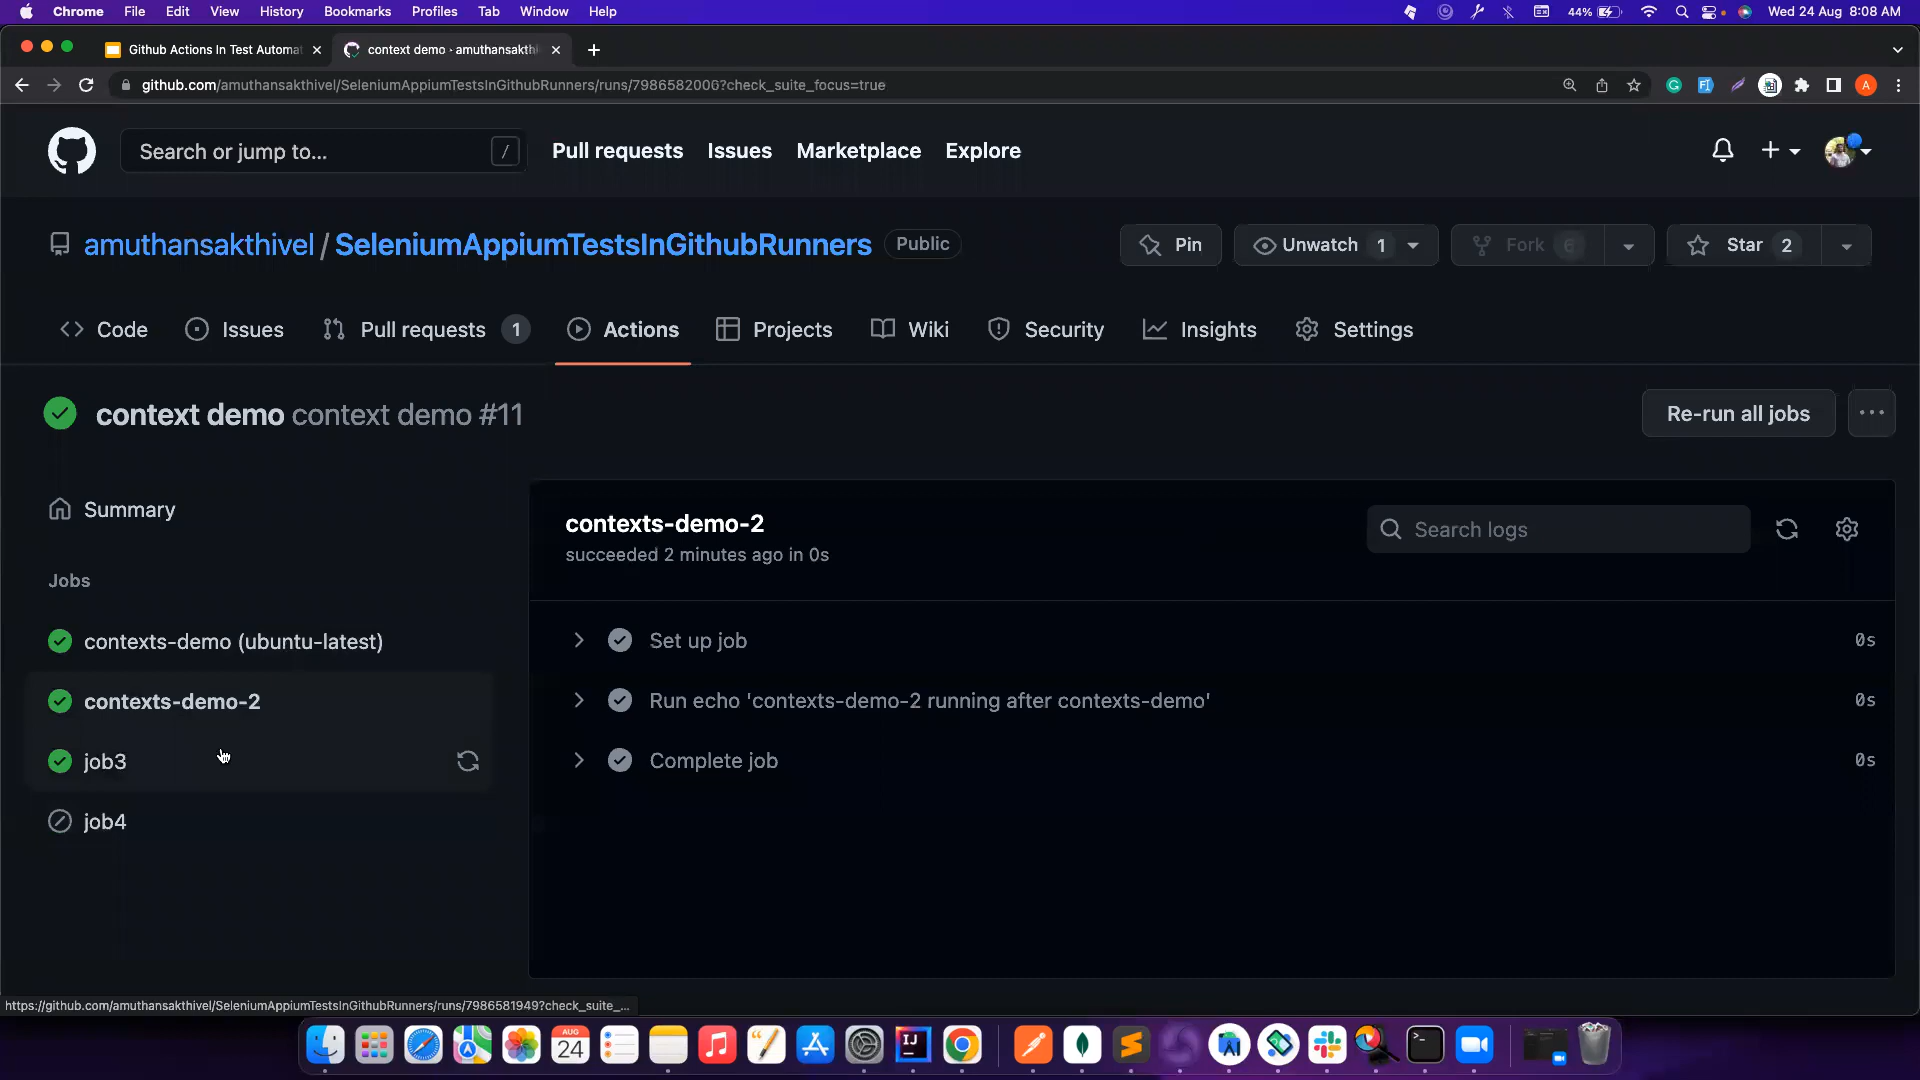 Chrome File Edit View History Bookmarks Profiles Tab Window Help 44% Wed 24 Aug 8:08 AM
Github Actions In Test Automat context demo · amuthansakthi
github.com/amuthansakthivel/SeleniumAppiumTestsInGithubRunners/runs/7986582006?check_suite_focus=true A
Search or jump to... / Pull requests Issues Marketplace Explore
amuthansakthivel / SeleniumAppiumTestsInGithubRunners Public Pin Unwatch 1 Fork 6 Star 2
Code Issues Pull requests 1 Actions Projects Wiki Security Insights Settings
context demo context demo #11 Re-run all jobs
Summary
Jobs
contexts-demo (ubuntu-latest)
contexts-demo-2
job3
job4
contexts-demo-2
succeeded 2 minutes ago in 0s
Search logs
Set up job 0s
Run echo 'contexts-demo-2 running after contexts-demo' 0s
Complete job 0s
https://github.com/amuthansakthivel/SeleniumAppiumTestsInGithubRunners/runs/7986581949?check_suite_...
AUG
24
IJ